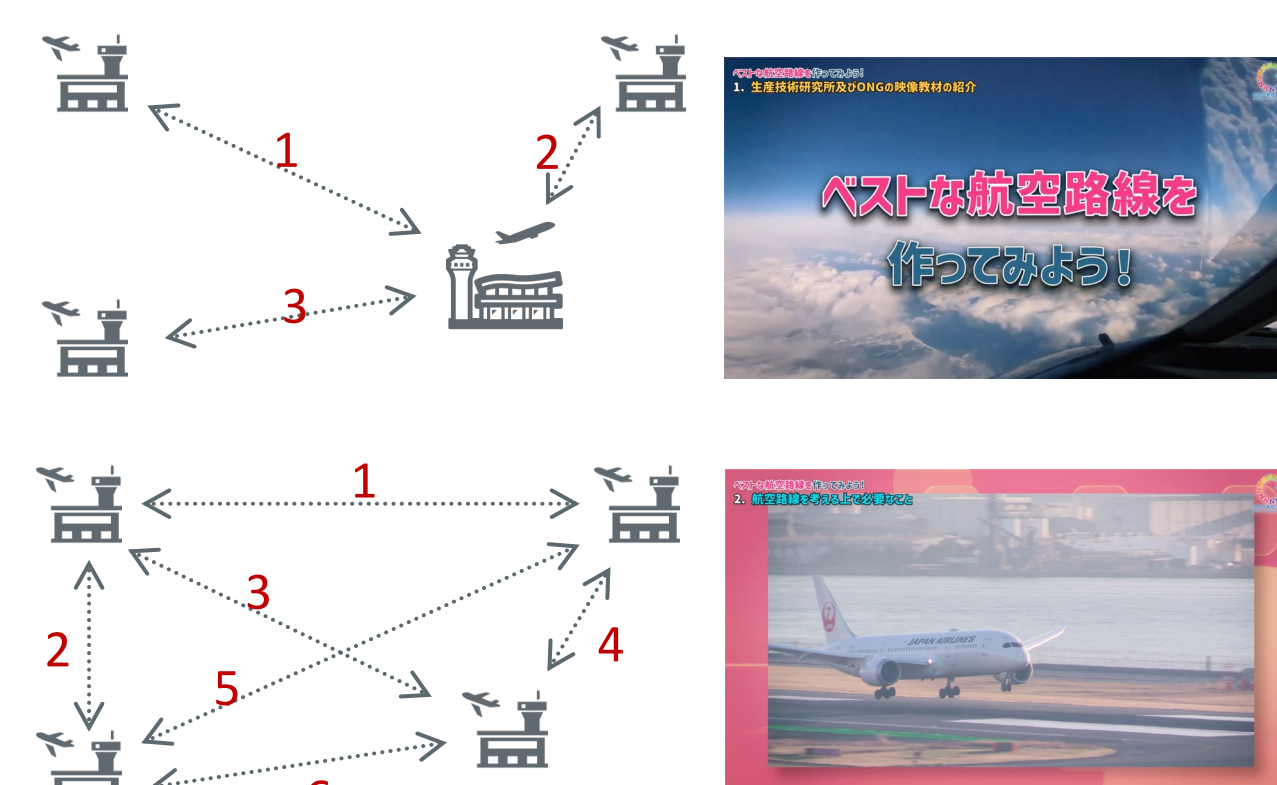 1
2
3
ベストな航空路線を作ってみよう!
1. 生産技術研究所及びONGの映像教材の紹介
ベストな航空路線を
作ってみよう!
1
2
3
4
5
6
ベストな航空路線を作ってみよう!
2. 航空路線を考える上で必要なこと
JAPAN AIRLINES